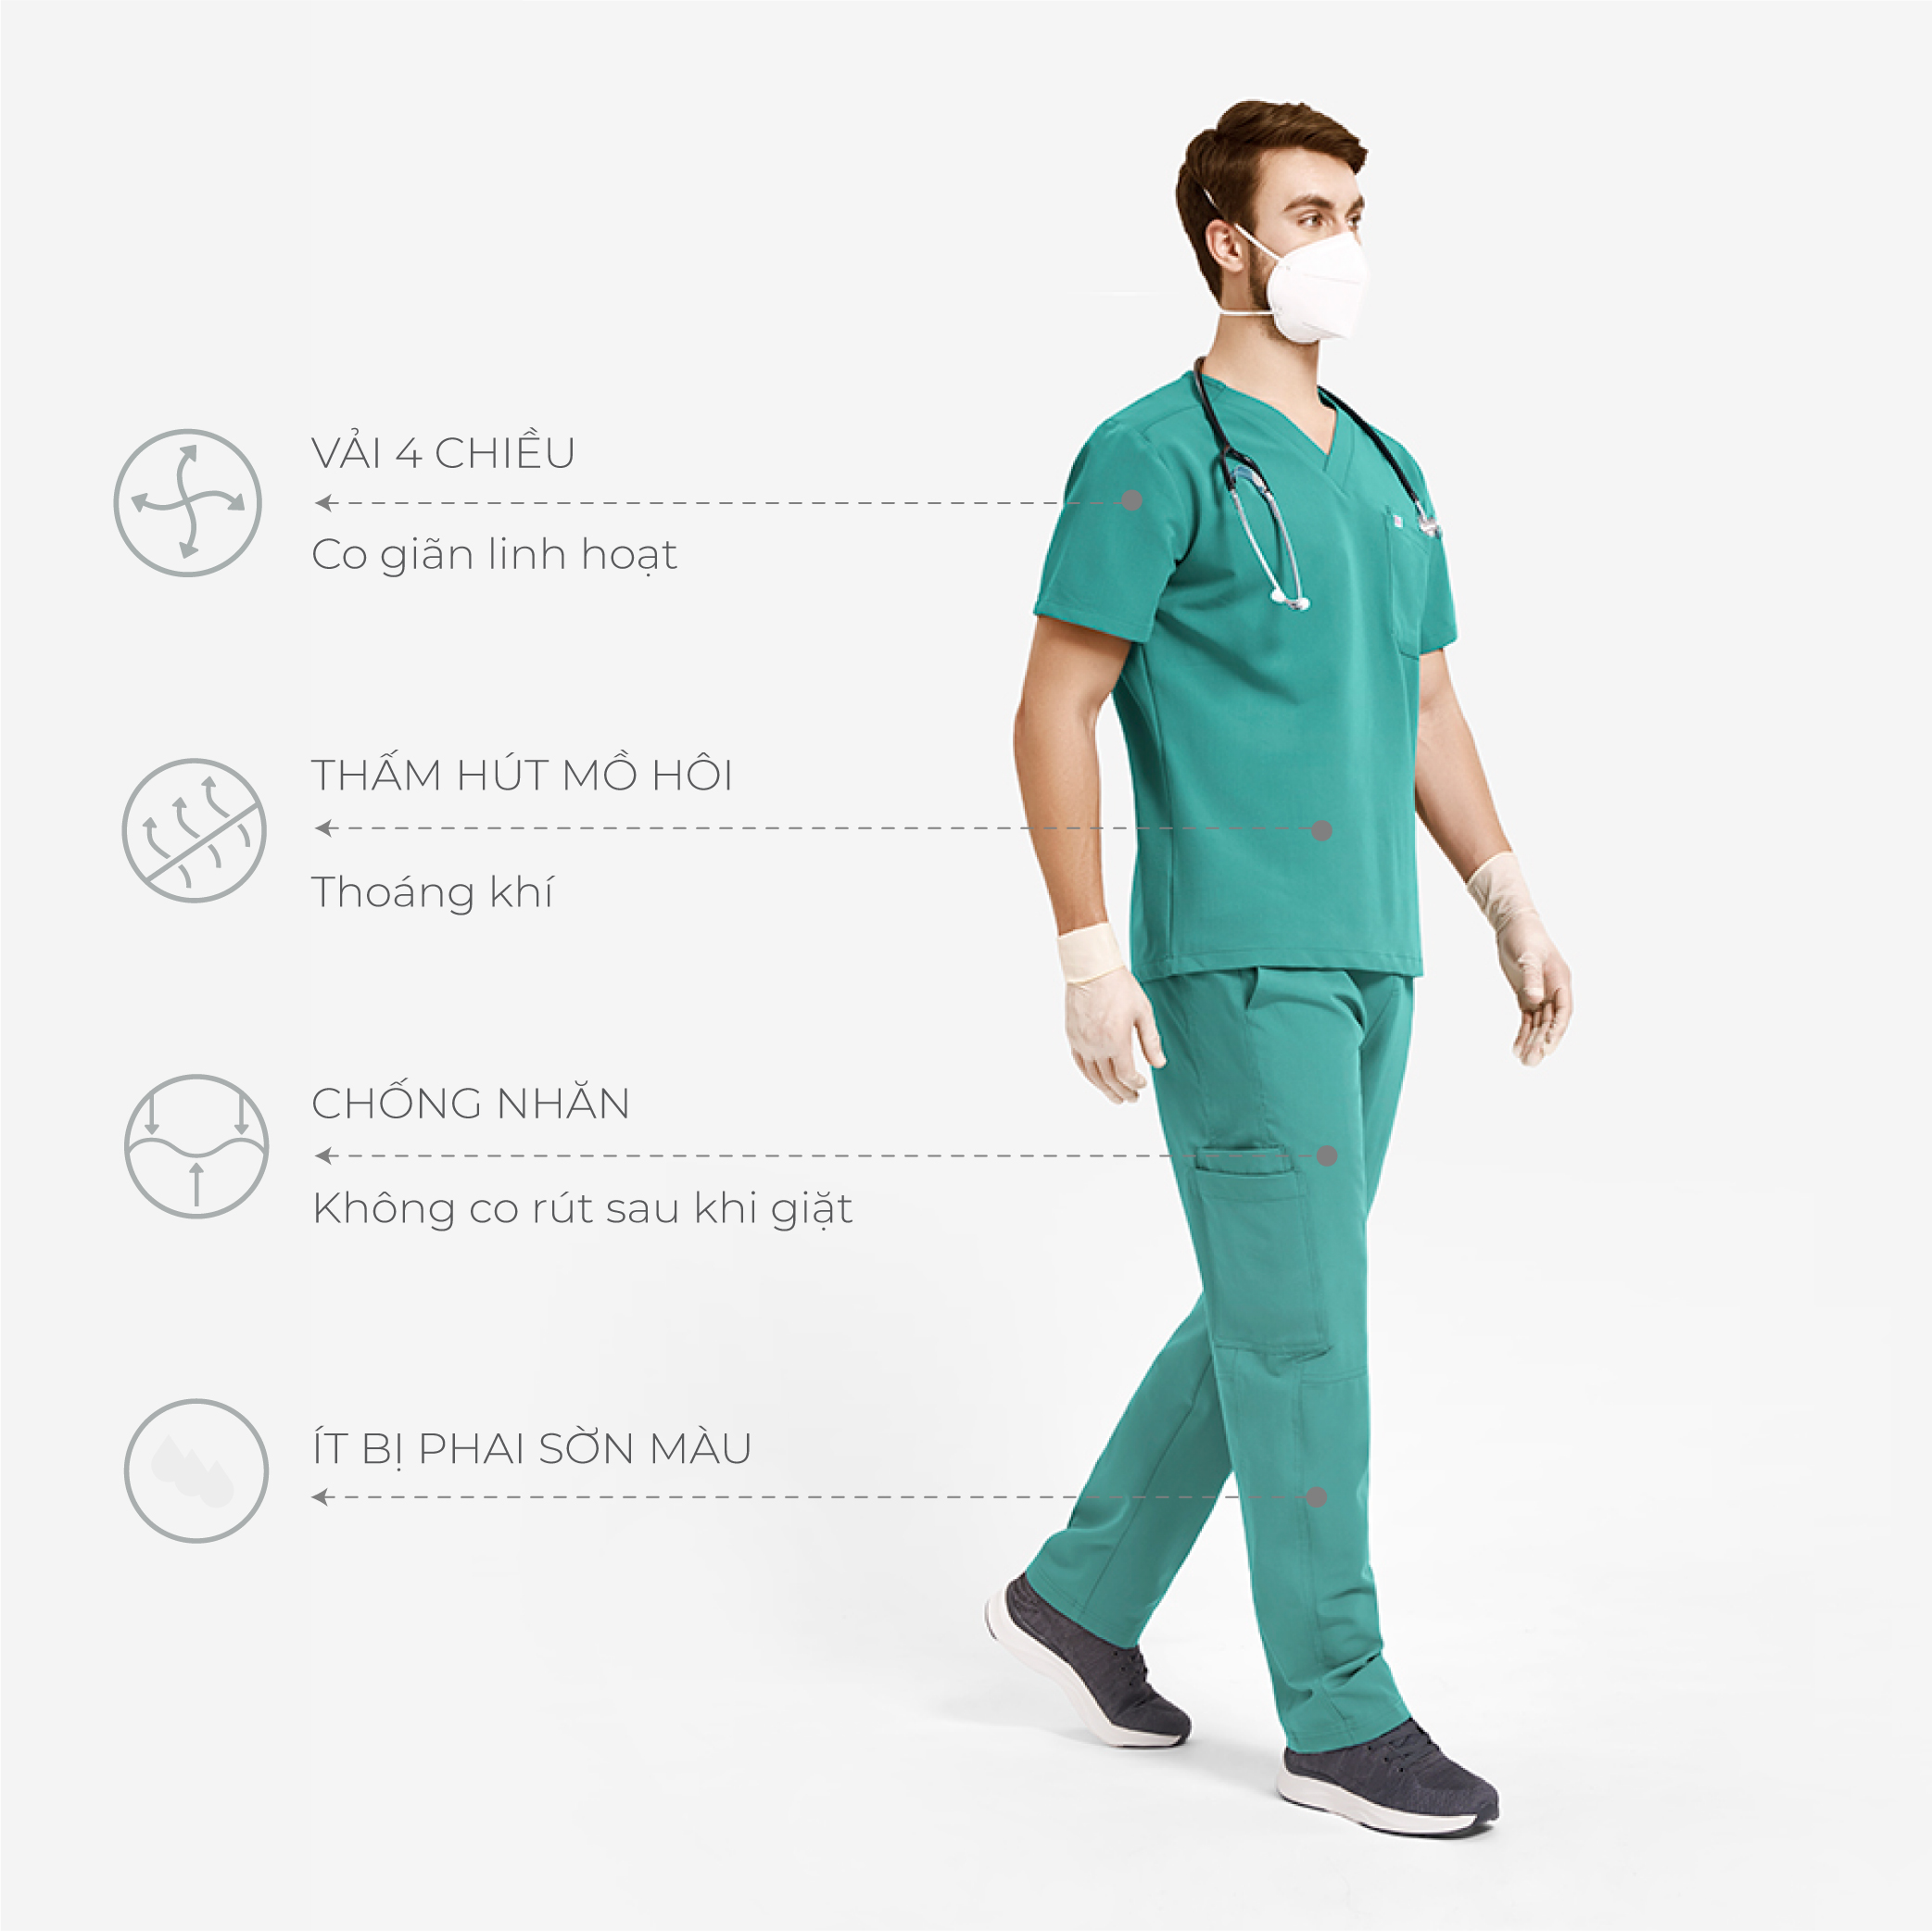 VẢI 4 CHIỀU
Co giãn linh hoạt
THẤM HÚT MỒ HÔI
Thoáng khí
CHỐNG NHĂN
Không co rút sau khi giặt
ÍT BỊ PHAI SỜN MÀU